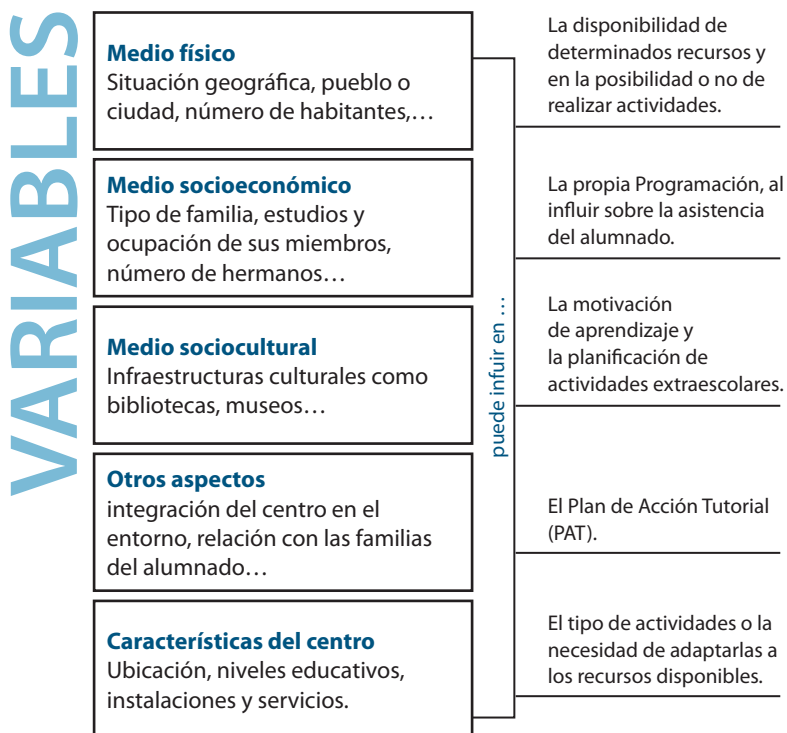 VARIABLES
Medio físico
Situación geográfica, pueblo o
ciudad, número de habitantes,…
Medio socioeconómico
Tipo de familia, estudios y
ocupación de sus miembros,
número de hermanos…
Medio sociocultural
Infraestructuras culturales como
bibliotecas, museos…
Otros aspectos
integración del centro en el
entorno, relación con las familias
del alumnado…
Características del centro
Ubicación, niveles educativos,
instalaciones y servicios.
puede infuir en …
La disponibilidad de
determinados recursos y
en la posibilidad o no de
realizar actividades.
La propia Programación, al
influir sobre la asistencia
del alumnado.
La motivación
de aprendizaje y
la planificación de
actividades extraescolares.
El Plan de Acción Tutorial
(PAT).
El tipo de actividades o la
necesidad de adaptarlas a
los recursos disponibles.